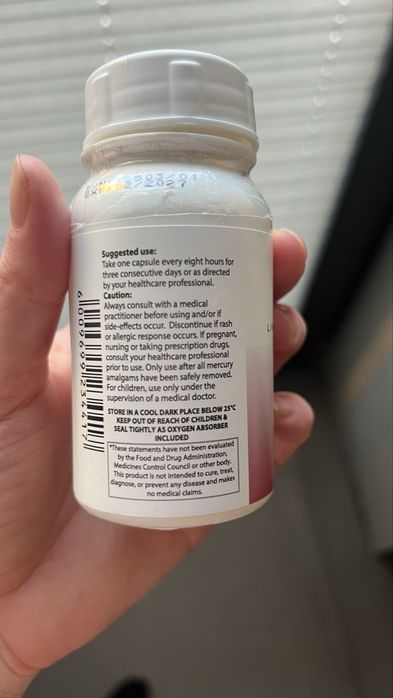 2/2027
Suggested use:
Take one capsule every eight hours for
three consecutive days or as directed
by your healthcare professional.
Caution:
Always consult with a medical
practitioner before using and/or if
side-effects occur. Discontinue if rash
or allergic response occurs. If pregnant,
nursing or taking prescription drugs,
consult your healthcare professional
prior to use. Only use after all mercury
amalgams have been safely removed.
For children, use only under the
supervision of a medical doctor.
STORE IN A COOL DARK PLACE BELOW 25°C
KEEP OUT OF REACH OF CHILDREN &
SEAL TIGHTLY AS OXYGEN ABSORBER
INCLUDED
*These statements have not been evaluated
by the Food and Drug Administration,
Medicines Control Council or other body.
This product is not intended to cure, treat,
diagnose, or prevent any disease and makes
no medical claims.